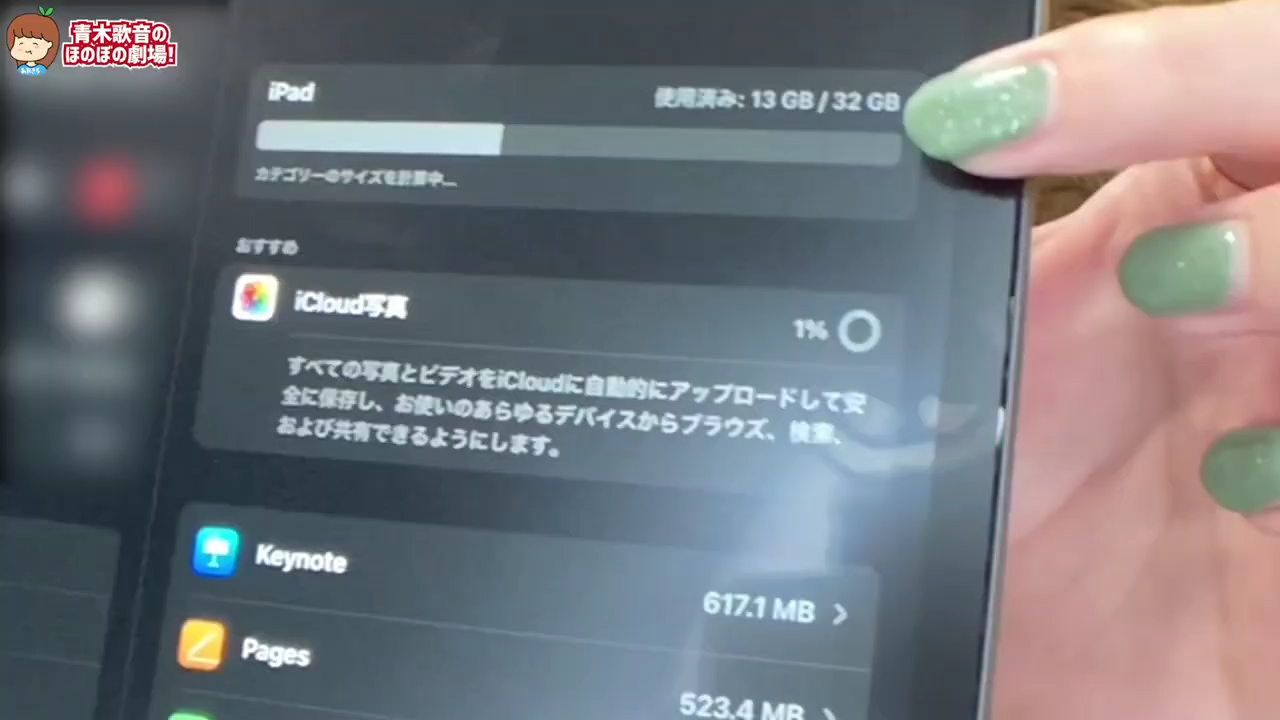 青木歌音の
ほのぼの劇場!
iPad
使用済み: 13 GB / 32 GB
カテゴリーのサイズを計算中...
おすすめ
iCloud写真
1%
すべての写真とビデオをiCloudに自動的にアップロードして安
全に保存し、お使いのあらゆるデバイスからブラウズ、検索、
および共有できるようにします。
Keynote
617.1 MB
Pages
523.4 MB